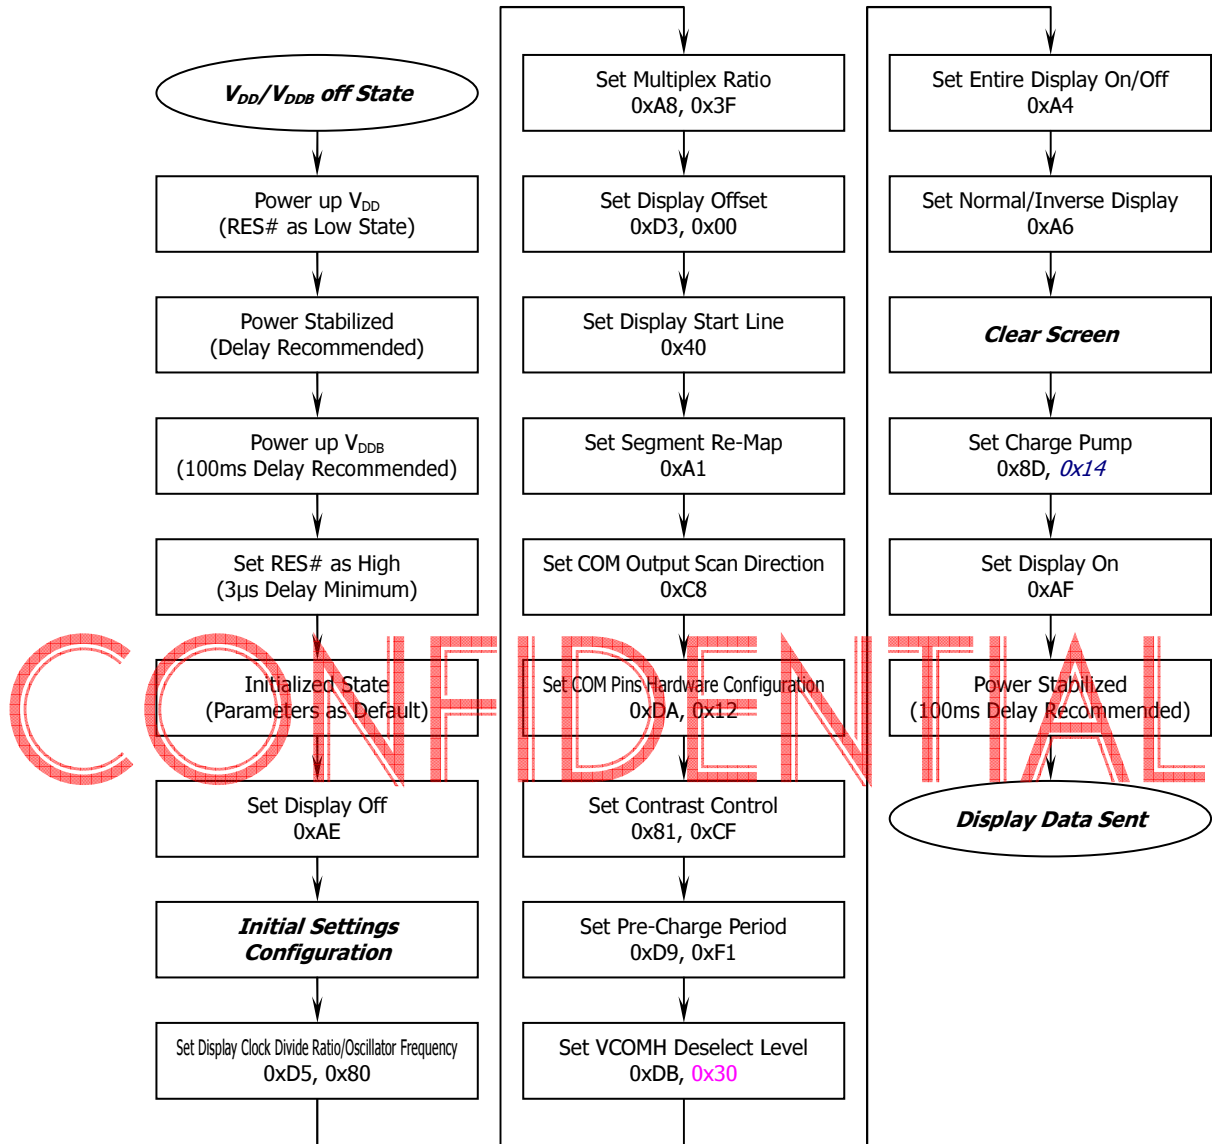 V_DD/V_DDB off State
Power up V_DD
(RES# as Low State)
Power Stabilized
(Delay Recommended)
Power up V_DDB
(100ms Delay Recommended)
Set RES# as High
(3µs Delay Minimum)
Initialized State
(Parameters as Default)
Set Display Off
0xAE
Initial Settings
Configuration
Set Display Clock Divide Ratio/Oscillator Frequency
0xD5, 0x80
Set Multiplex Ratio
0xA8, 0x3F
Set Display Offset
0xD3, 0x00
Set Display Start Line
0x40
Set Segment Re-Map
0xA1
Set COM Output Scan Direction
0xC8
Set COM Pins Hardware Configuration
0xDA, 0x12
Set Contrast Control
0x81, 0xCF
Set Pre-Charge Period
0xD9, 0xF1
Set VCOMH Deselect Level
0xDB, 0x30
Set Entire Display On/Off
0xA4
Set Normal/Inverse Display
0xA6
Clear Screen
Set Charge Pump
0x8D, 0x14
Set Display On
0xAF
Power Stabilized
(100ms Delay Recommended)
Display Data Sent
CONFIDENTIAL